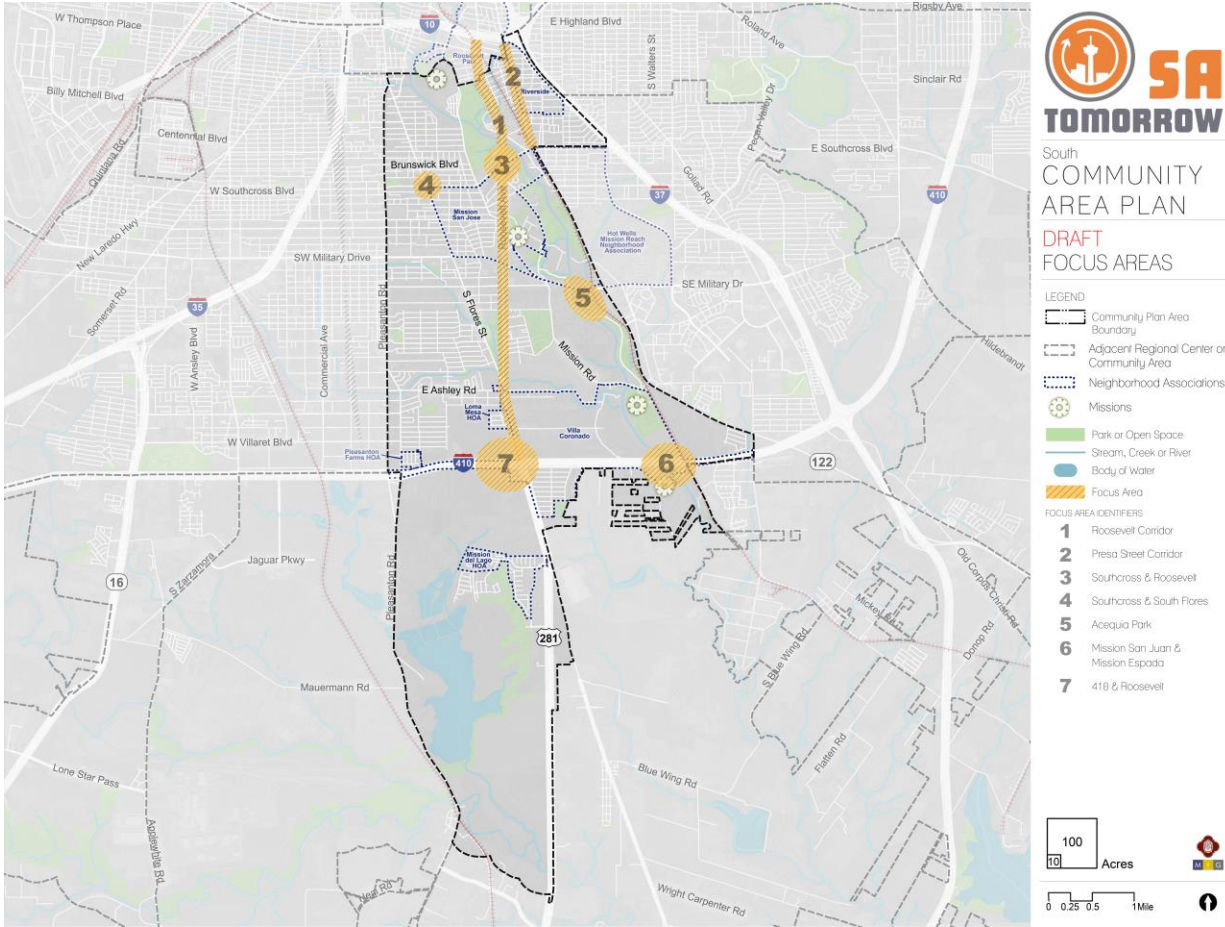 W Thompson Place
10
E Highland Blvd
Rigsby Ave
Roland Ave
S Walters St
Roosevelt
Park
2
Riverside
Sinclair Rd
Billy Mitchell Blvd
Pecan Valley Dr
Quintana Rd
Centennial Blvd
1
E Southcross Blvd
Brunswick Blvd
3
Goliad Rd
4
W Southcross Blvd
37
410
Mission
San Jose
New Laredo Hwy
Hot Wells
Mission Reach
Neighborhood
Association
SW Military Drive
SE Military Dr
5
Somerset Rd
35
Pleasanton Rd
S Flores St
W Ansley Blvd
Commercial Ave
Mission Rd
Hildebrandt
E Ashley Rd
Loma
Mesa
HOA
Villa
Coronado
W Villaret Blvd
Pleasanton
Farms HOA
410
7
6
122
S Zarzamora
Jaguar Pkwy
16
Pleasanton Rd
Mission
del Lago
HOA
Old Corpus Christi Rd
Donop Rd
281
S Blue Wing Rd
Mauermann Rd
Flatten Rd
Lone Star Pass
Blue Wing Rd
Applewhite Rd
Neal Rd
Wright Carpenter Rd
SA
TOMORROW
South
COMMUNITY
AREA PLAN
DRAFT
FOCUS AREAS
LEGEND
Community Plan Area
Boundary
Adjacent Regional Center or
Community Area
Neighborhood Associations
Missions
Park or Open Space
Stream, Creek or River
Body of Water
Focus Area
FOCUS AREA IDENTIFIERS
1 Roosevelt Corridor
2 Presa Street Corridor
3 Southcross & Roosevelt
4 Southcross & South Flores
5 Acequia Park
6 Mission San Juan &
Mission Espada
7 410 & Roosevelt
100
10
Acres
M I G
0 0.25 0.5 1 Mile